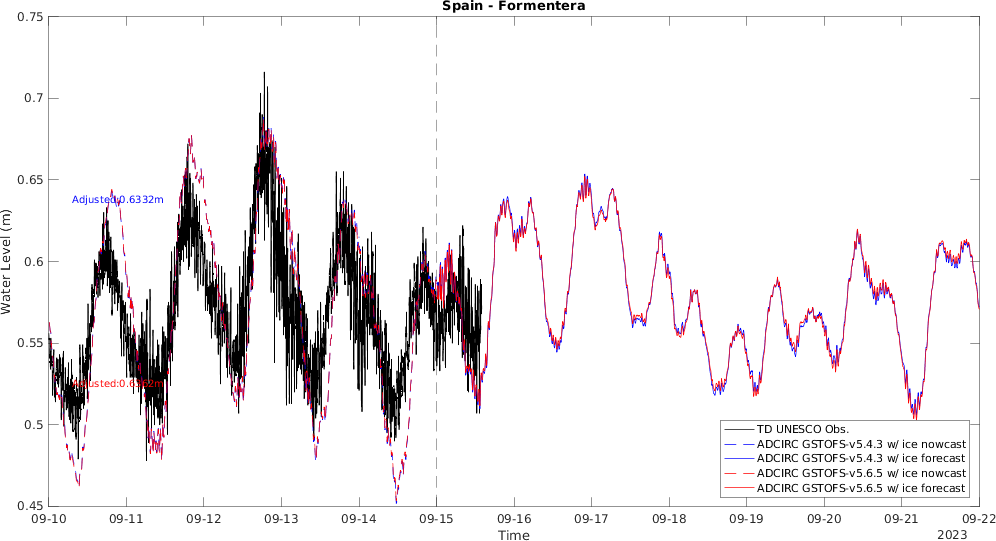 Spain - Formentera
0.75
0.7
0.65
0.6
0.55
0.5
0.45
Water Level (m)
Adjusted:0.6332m
TD UNESCO Obs.
ADCIRC GSTOFS-v5.4.3 w/ ice nowcast
ADCIRC GSTOFS-v5.4.3 w/ ice forecast
ADCIRC GSTOFS-v5.6.5 w/ ice nowcast
ADCIRC GSTOFS-v5.6.5 w/ ice forecast
09-10 09-11 09-12 09-13 09-14 09-15 09-16 09-17 09-18 09-19 09-20 09-21 09-22
Time
2023